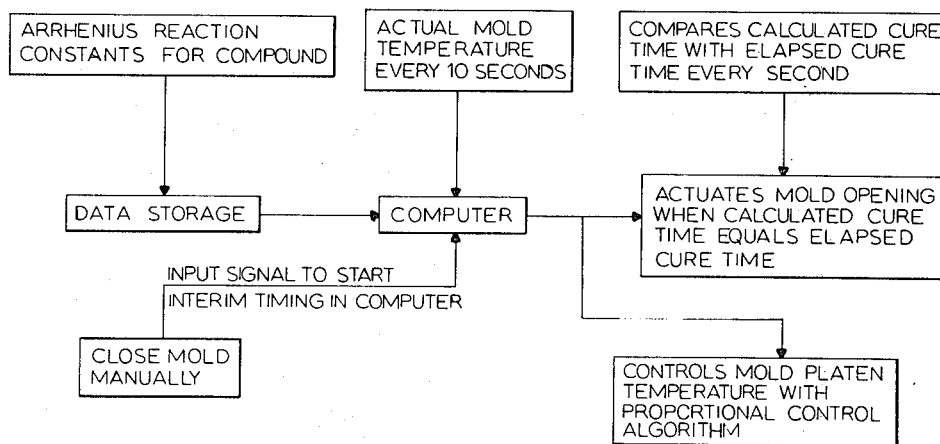 ARRHENIUS REACTION
CONSTANTS FOR COMPOUND
ACTUAL MOLD
TEMPERATURE
EVERY 10 SECONDS
COMPARES CALCULATED CURE
TIME WITH ELAPSED CURE
TIME EVERY SECOND
DATA STORAGE
COMPUTER
ACTUATES MOLD OPENING
WHEN CALCULATED CURE
TIME EQUALS ELAPSED
CURE TIME
INPUT SIGNAL TO START
INTERIM TIMING IN COMPUTER
CLOSE MOLD
MANUALLY
CONTROLS MOLD PLATEN
TEMPERATURE WITH
PROPORTIONAL CONTROL
ALGORITHM